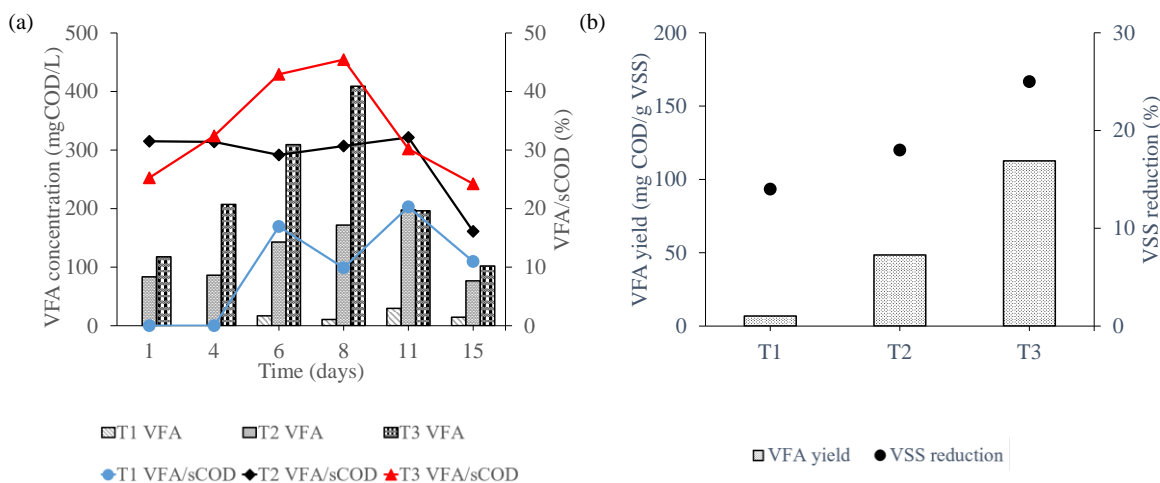 (a)
VFA concentration (mgCOD/L)
500
400
300
200
100
0
1 4 6 8 11 15
Time (days)
50
40
30
20
10
0
VFA/sCOD (%)
T1 VFA T2 VFA T3 VFA
T1 VFA/sCOD T2 VFA/sCOD T3 VFA/sCOD
(b)
VFA yield (mg COD/g VSS)
200
150
100
50
0
T1 T2 T3
30
20
10
0
VSS reduction (%)
VFA yield VSS reduction